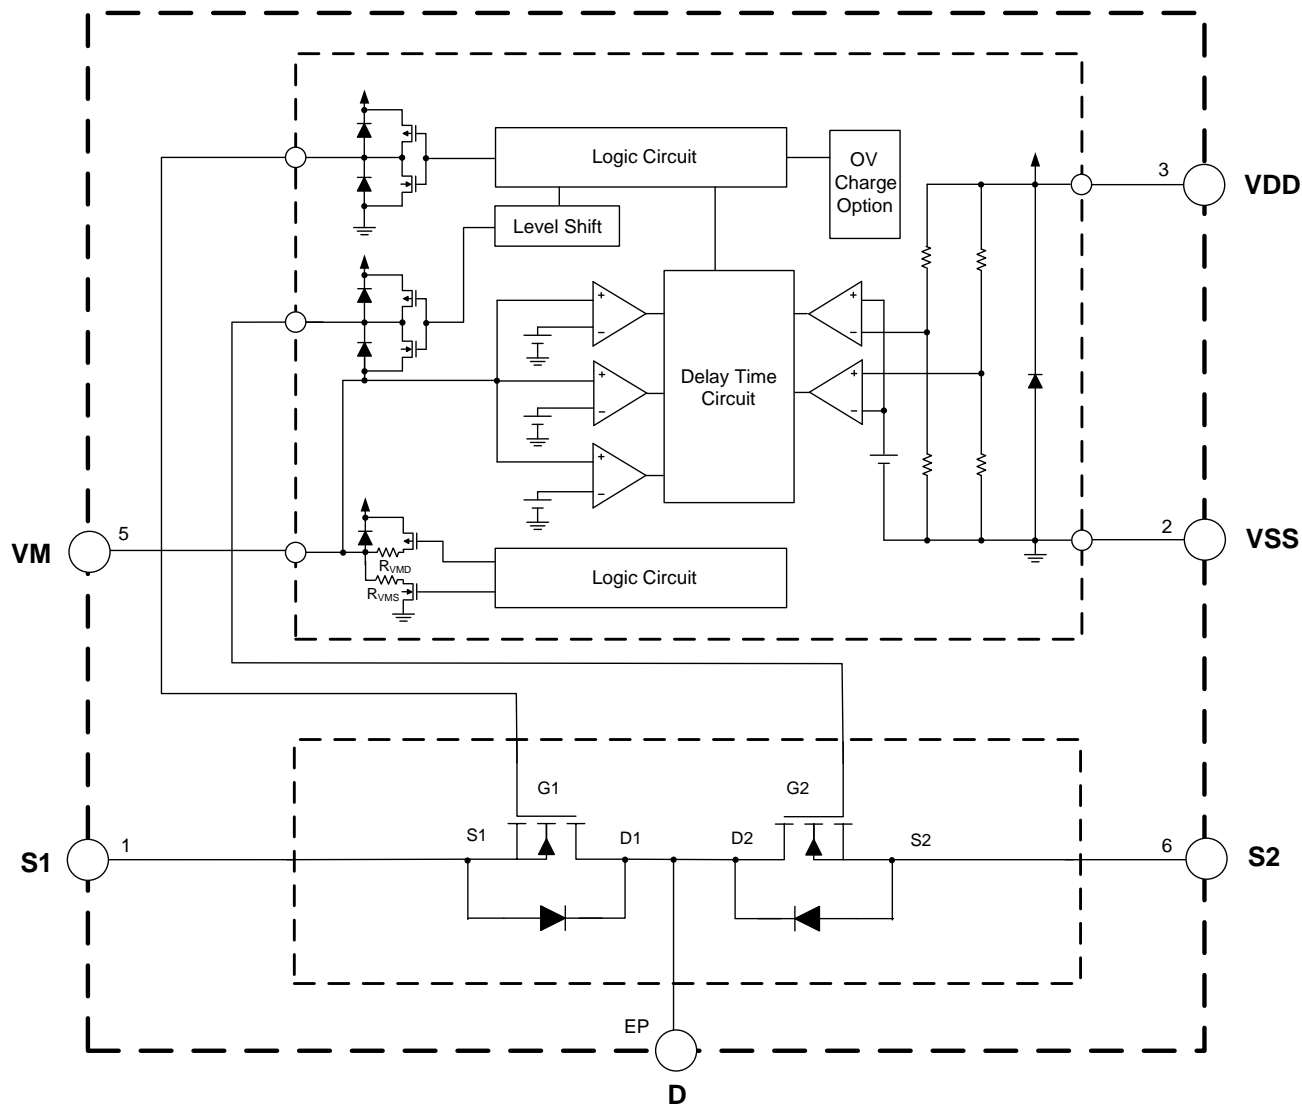 Logic Circuit
OV
Charge
Option
3
VDD
Level Shift
+
−
+
−
+
−
+
−
+
−
Delay Time
Circuit
VM
5
2
VSS
RVMD
RVMS
Logic Circuit
G1
G2
S1
D1
D2
S2
S1
1
6
S2
EP
D